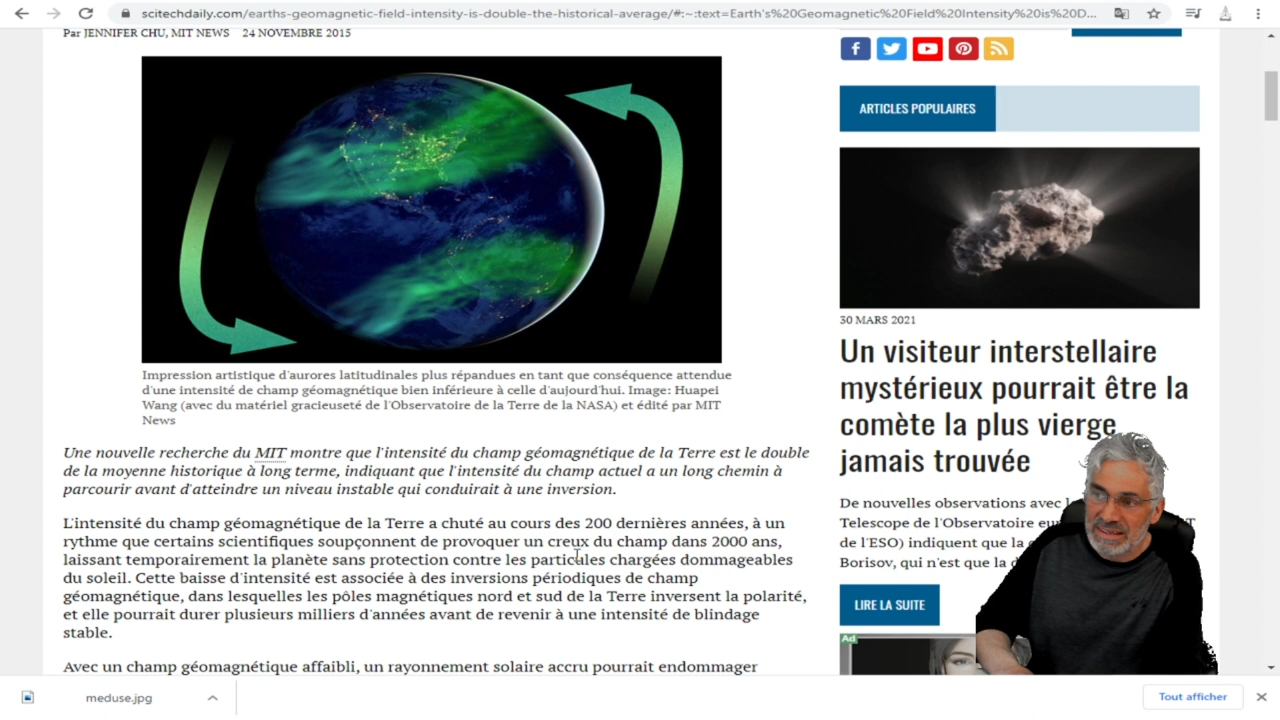 scitechdaily.com/earths-geomagnetic-field-intensity-is-double-the-historical-average/#:~:text=Earth's%20Geomagnetic%20Field%20Intensity%20is%20D...
Par JENNIFER CHU, MIT NEWS 24 NOVEMBRE 2015
Impression artistique d'aurores latitudinales plus répandues en tant que conséquence attendue
d'une intensité de champ géomagnétique bien inférieure à celle d'aujourd'hui. Image: Huapei
Wang (avec du matériel gracieuseté de l'Observatoire de la Terre de la NASA) et édité par MIT
News
Une nouvelle recherche du MIT montre que l'intensité du champ géomagnétique de la Terre est le double
de la moyenne historique à long terme, indiquant que l'intensité du champ actuel a un long chemin à
parcourir avant d'atteindre un niveau instable qui conduirait à une inversion.
L'intensité du champ géomagnétique de la Terre a chuté au cours des 200 dernières années, à un
rythme que certains scientifiques soupçonnent de provoquer un creux du champ dans 2000 ans,
laissant temporairement la planète sans protection contre les particules chargées dommageables
du soleil. Cette baisse d'intensité est associée à des inversions périodiques de champ
géomagnétique, dans lesquelles les pôles magnétiques nord et sud de la Terre inversent la polarité,
et elle pourrait durer plusieurs milliers d'années avant de revenir à une intensité de blindage
stable.
Avec un champ géomagnétique affaibli, un rayonnement solaire accru pourrait endommager
ARTICLES POPULAIRES
30 MARS 2021
Un visiteur interstellaire
mystérieux pourrait être la
comète la plus vierge
jamais trouvée
De nouvelles observations avec
Telescope de l'Observatoire
de l'ESO) indiquent que la
Borisov, qui n'est que la
LIRE LA SUITE
Ad
meduse.jpg
Tout afficher